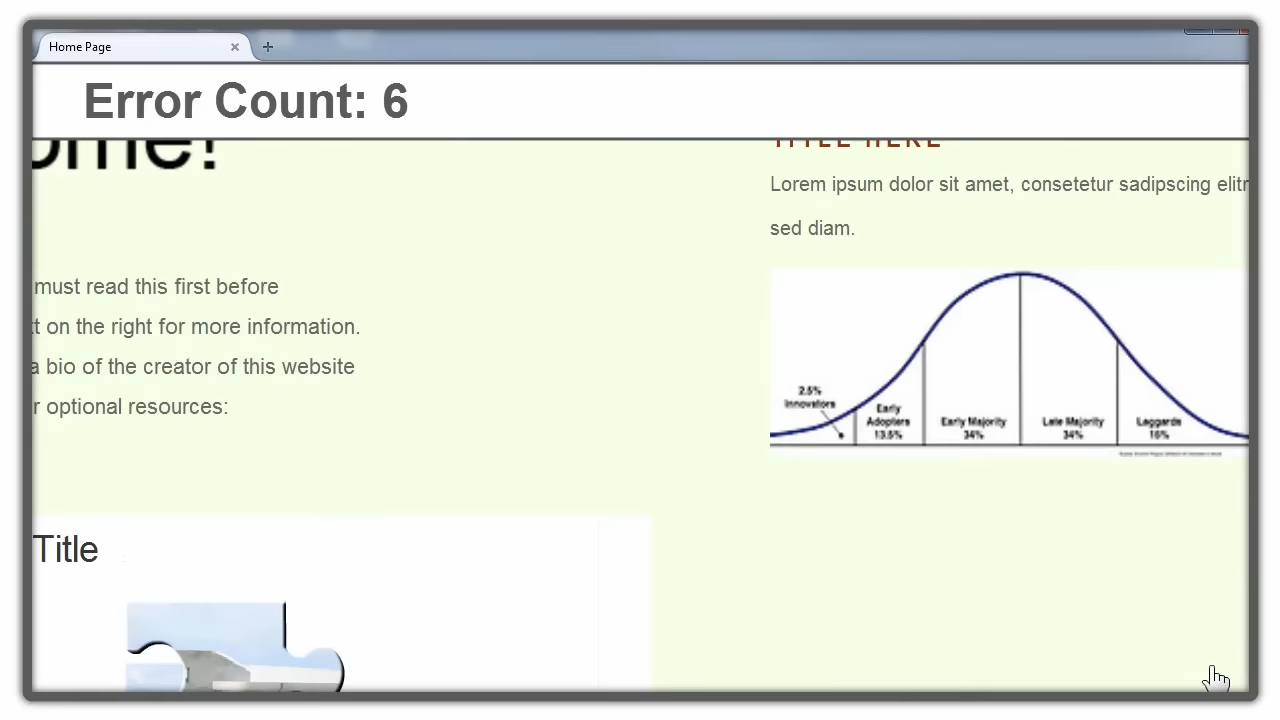 Home Page
Error Count: 6
ome!
TITLE HERE
Lorem ipsum dolor sit amet, consetetur sadipscing elitr
sed diam.
must read this first before
t on the right for more information.
a bio of the creator of this website
r optional resources:
2.5%
Innovators
Early
Adopters
13.5%
Early Majority
34%
Late Majority
34%
Laggards
16%
Title